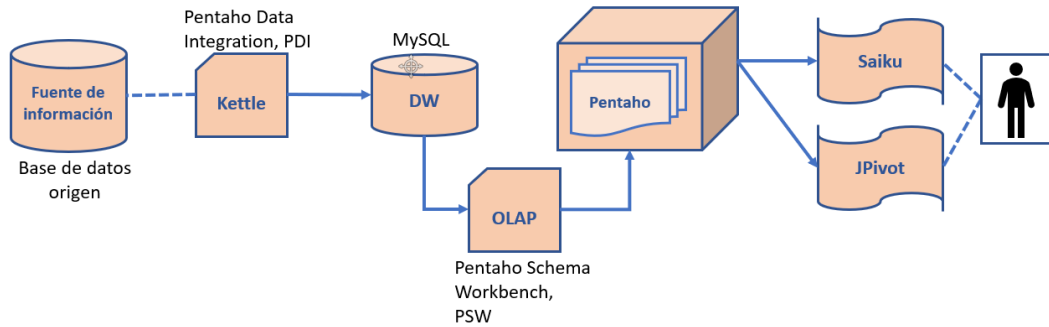 Pentaho Data
Integration, PDI
MySQL
Fuente de
información
Kettle
DW
Pentaho
Saiku
Base de datos
origen
JPivot
OLAP
Pentaho Schema
Workbench,
PSW